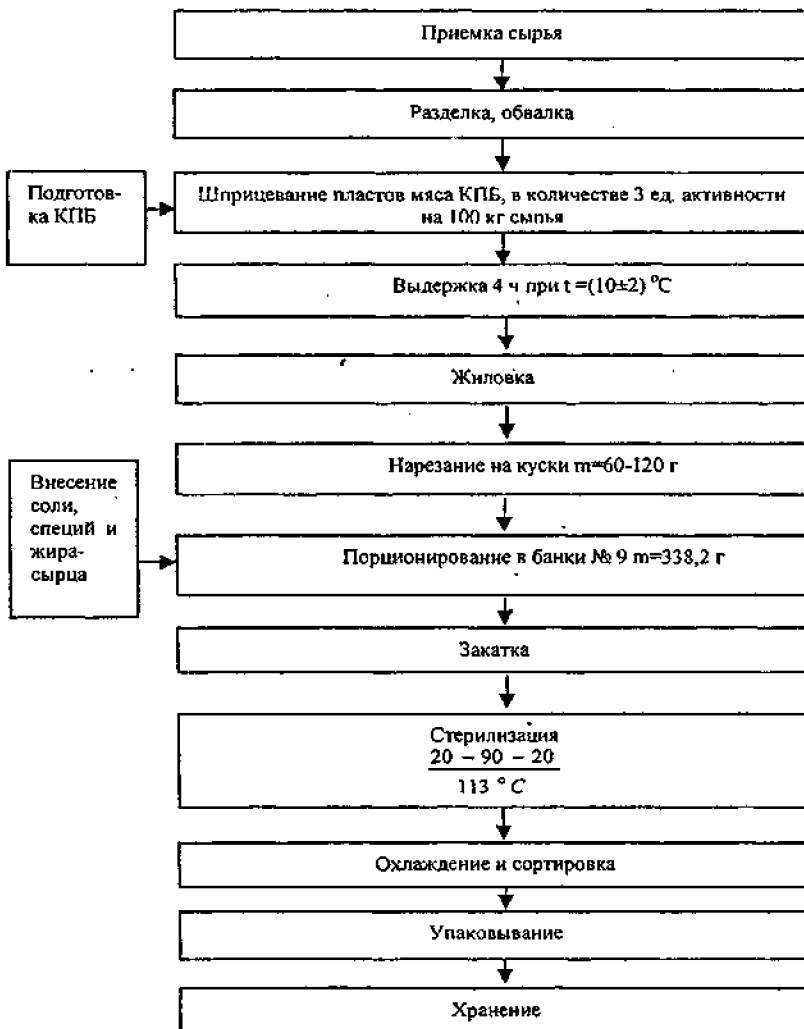 Приемка сырья
Разделка, обвалка
Подготов-
ка КПБ
Шприцевание пластов мяса КПБ, в количестве 3 ед. активности
на 100 кг сырья
Выдержка 4 ч при t =(10±2) °C
Жиловка
Нарезание на куски m=60-120 г
Внесение
соли,
специй и
жира-
сырца
Порционирование в банки № 9 m=338,2 г
Закатка
Стерилизация
20 – 90 – 20
113 ° C
Охлаждение и сортировка
Упаковывание
Хранение